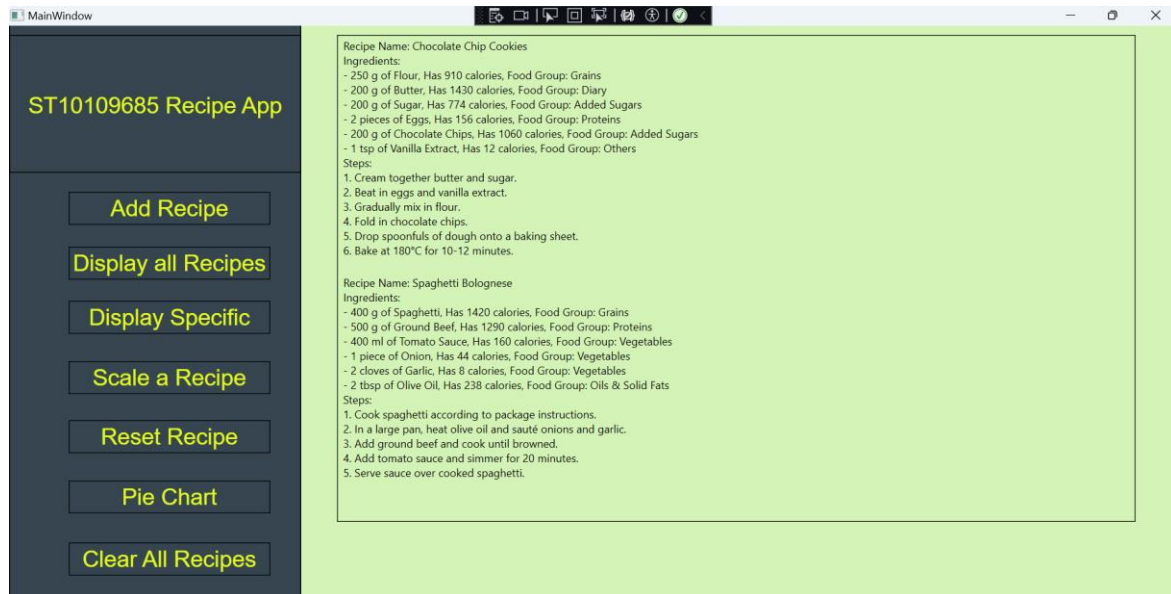 MainWindow
ST10109685 Recipe App
Add Recipe
Display all Recipes
Display Specific
Scale a Recipe
Reset Recipe
Pie Chart
Clear All Recipes
Recipe Name: Chocolate Chip Cookies
Ingredients:
- 250 g of Flour, Has 910 calories, Food Group: Grains
- 200 g of Butter, Has 1430 calories, Food Group: Diary
- 200 g of Sugar, Has 774 calories, Food Group: Added Sugars
- 2 pieces of Eggs, Has 156 calories, Food Group: Proteins
- 200 g of Chocolate Chips, Has 1060 calories, Food Group: Added Sugars
- 1 tsp of Vanilla Extract, Has 12 calories, Food Group: Others
Steps:
1. Cream together butter and sugar.
2. Beat in eggs and vanilla extract.
3. Gradually mix in flour.
4. Fold in chocolate chips.
5. Drop spoonfuls of dough onto a baking sheet.
6. Bake at 180°C for 10-12 minutes.
Recipe Name: Spaghetti Bolognese
Ingredients:
- 400 g of Spaghetti, Has 1420 calories, Food Group: Grains
- 500 g of Ground Beef, Has 1290 calories, Food Group: Proteins
- 400 ml of Tomato Sauce, Has 160 calories, Food Group: Vegetables
- 1 piece of Onion, Has 44 calories, Food Group: Vegetables
- 2 cloves of Garlic, Has 8 calories, Food Group: Vegetables
- 2 tbsp of Olive Oil, Has 238 calories, Food Group: Oils & Solid Fats
Steps:
1. Cook spaghetti according to package instructions.
2. In a large pan, heat olive oil and sauté onions and garlic.
3. Add ground beef and cook until browned.
4. Add tomato sauce and simmer for 20 minutes.
5. Serve sauce over cooked spaghetti.